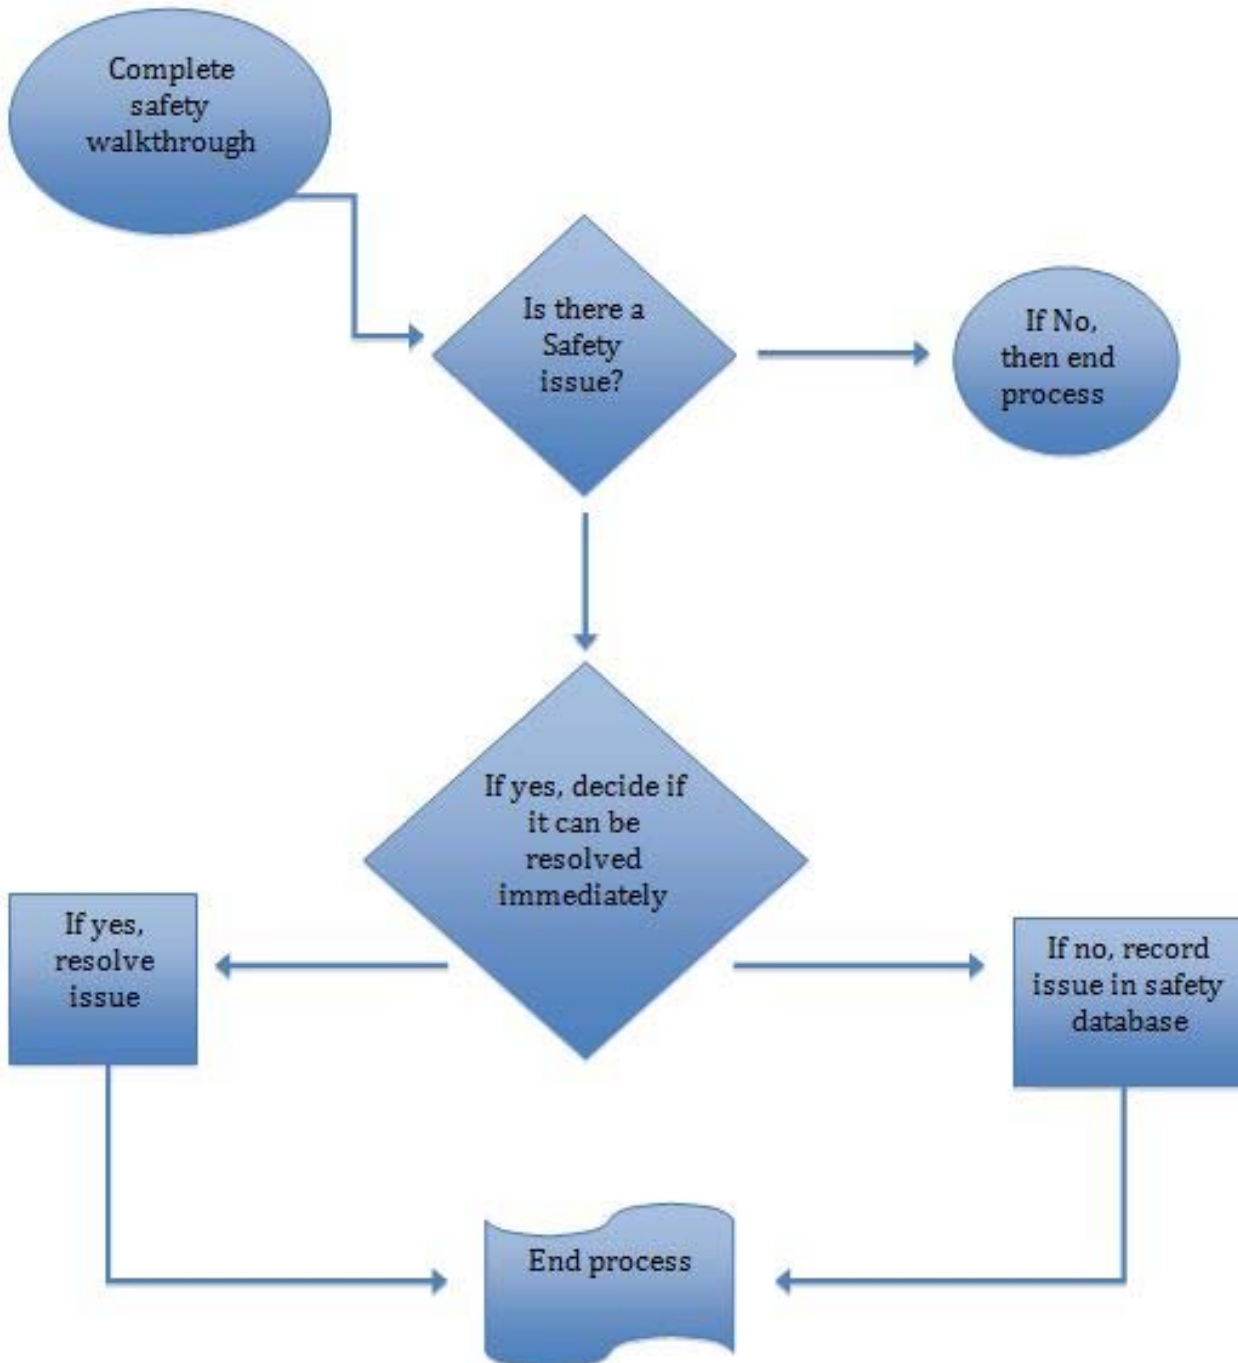 Complete
safety
walkthrough
Is there a
Safety
issue?
If No,
then end
process
If yes, decide if
it can be
resolved
immediately
If yes,
resolve
issue
If no, record
issue in safety
database
End process